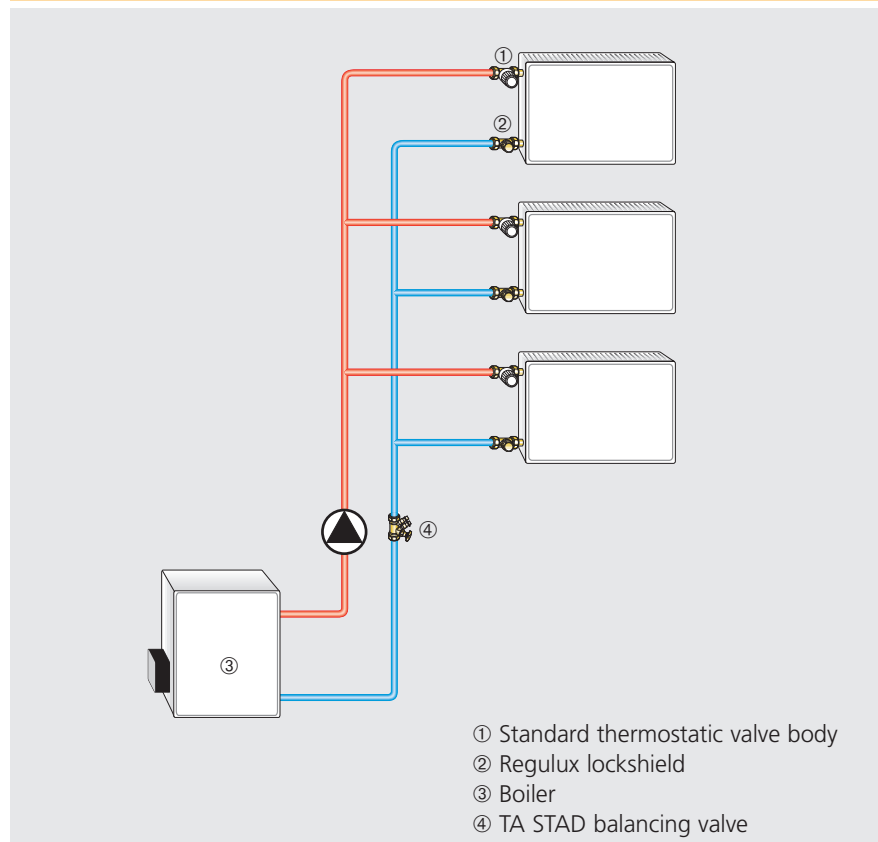 ①
②
④
③
① Standard thermostatic valve body
② Regulux lockshield
③ Boiler
④ TA STAD balancing valve